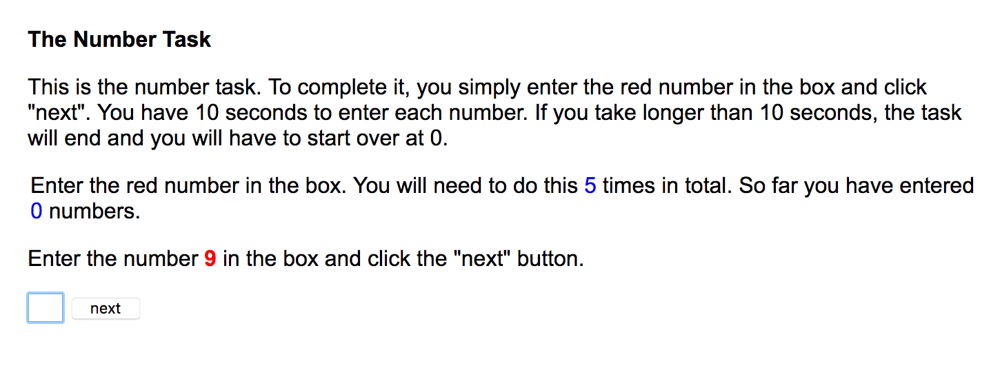 The Number Task
This is the number task. To complete it, you simply enter the red number in the box and click
"next". You have 10 seconds to enter each number. If you take longer than 10 seconds, the task
will end and you will have to start over at 0.
Enter the red number in the box. You will need to do this 5 times in total. So far you have entered
0 numbers.
Enter the number 9 in the box and click the "next" button.
next